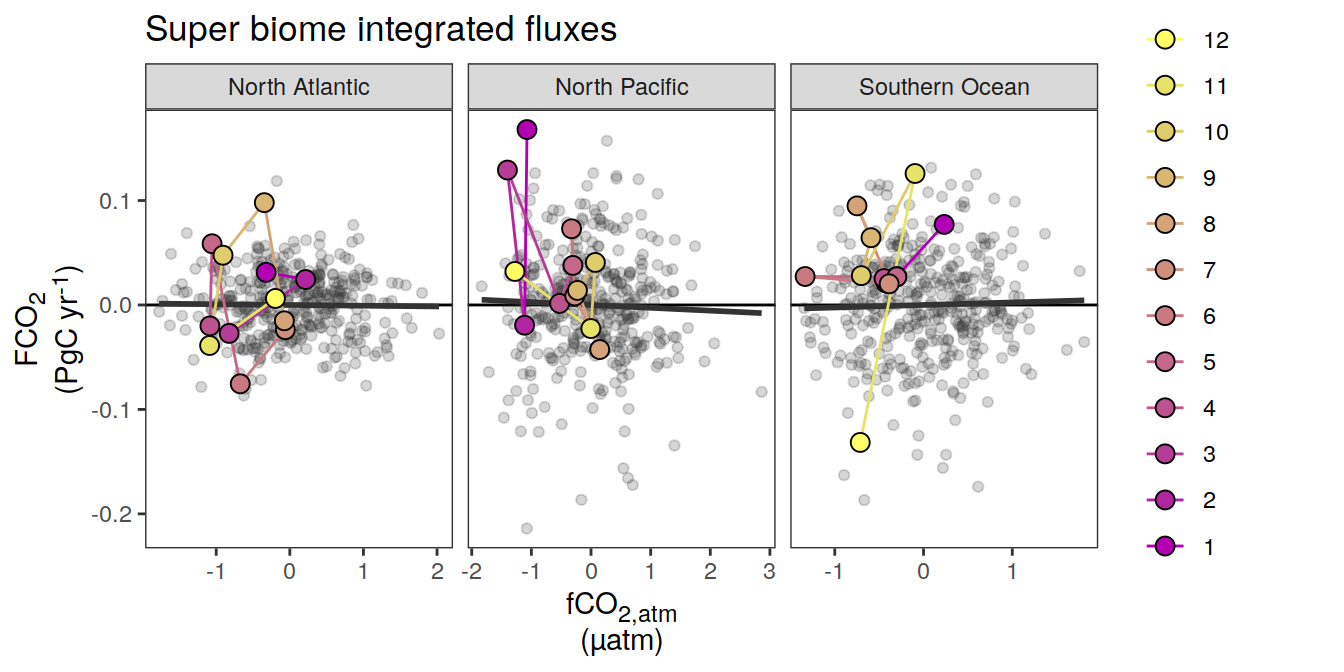 Super biome integrated fluxes
North Atlantic North Pacific Southern Ocean
FCO2
(PgC yr-1)
0.1
0.0
-0.1
-0.2
-1 0 1 2 -2 -1 0 1 2 3 -1 0 1
fCO2,atm
(µatm)
12
11
10
9
8
7
6
5
4
3
2
1